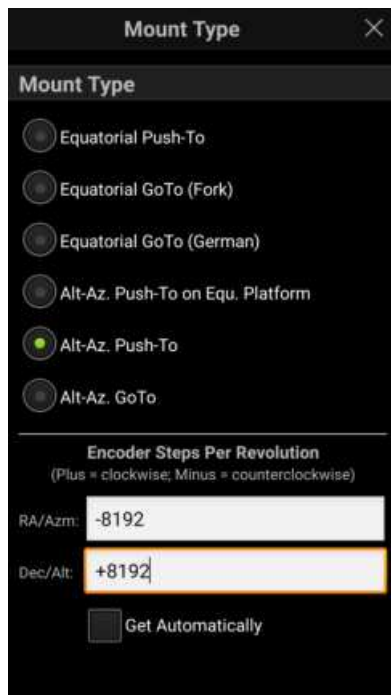 Mount Type
Mount Type
Equatorial Push-To
Equatorial GoTo (Fork)
Equatorial GoTo (German)
Alt-Az. Push-To on Equ. Platform
Alt-Az. Push-To
Alt-Az. GoTo
Encoder Steps Per Revolution
(Plus = clockwise; Minus = counterclockwise)
RA/Azm: -8192
Dec/Alt: +8192
Get Automatically